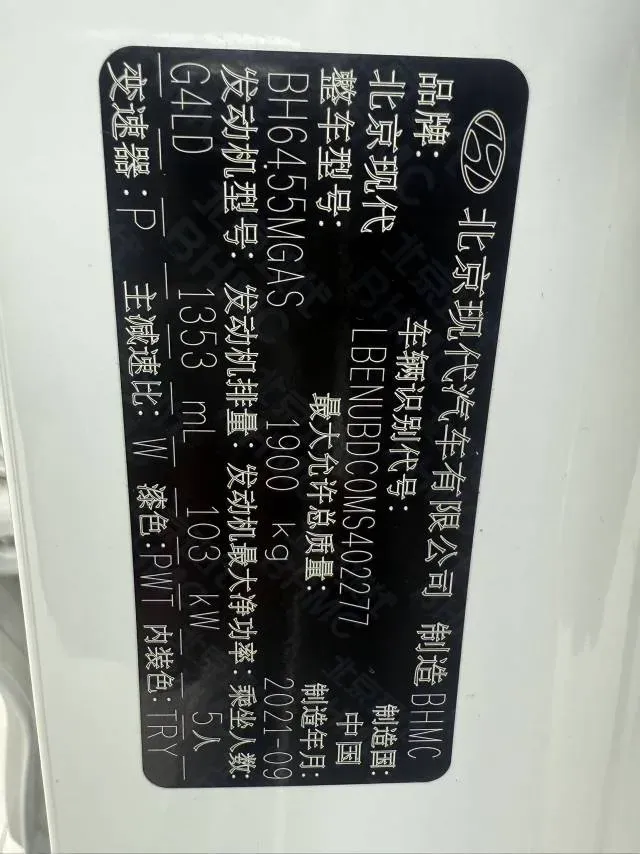 北京现代汽车有限公司 制造 BHMC
品牌: 车辆识别代号: 制造国:
北京现代 LBENUBDC0MS402277 中国
整车型号: 最大允许总质量: 制造年月:
BH6455MGAS 1900 kg 2021-09
发动机型号: 发动机排量: 发动机最大净功率: 乘坐人数:
G4LD 1353 mL 103 kW 5人
变速器: P 主减速比: W 漆色: PWT 内装色: TRY